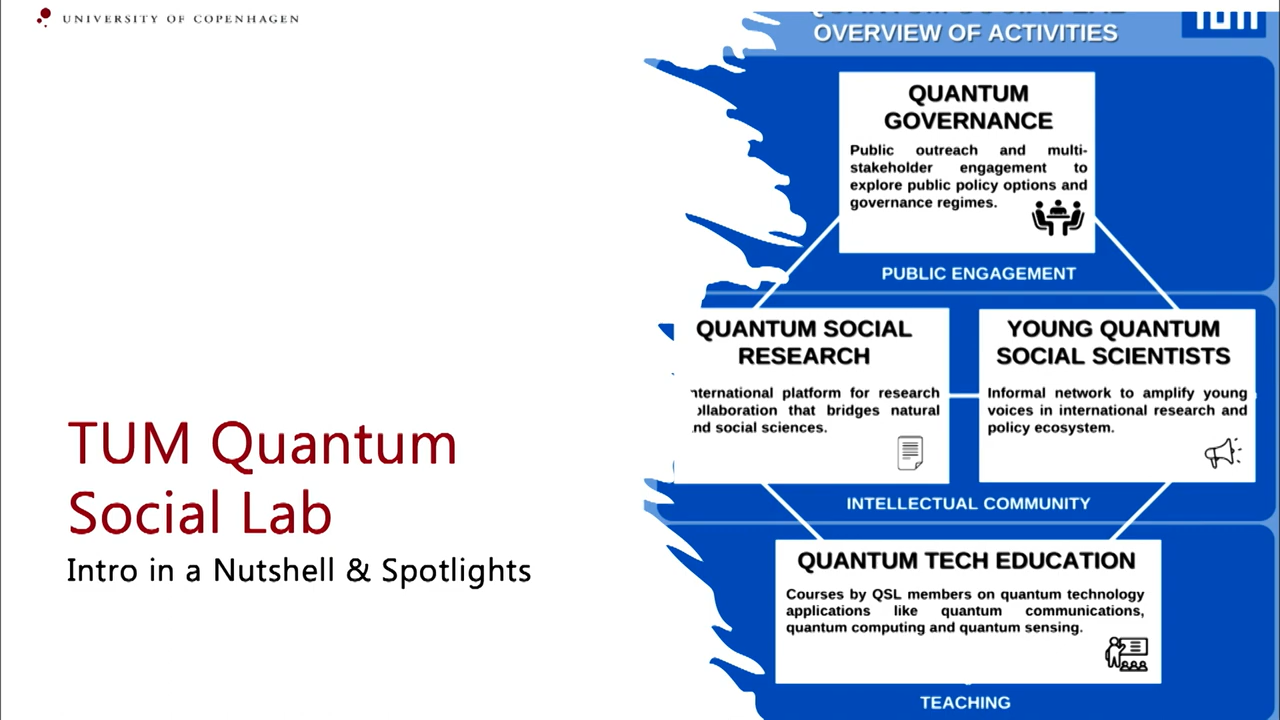 UNIVERSITY OF COPENHAGEN
TUM Quantum
Social Lab
Intro in a Nutshell & Spotlights
OVERVIEW OF ACTIVITIES
QUANTUM
GOVERNANCE
Public outreach and multi-
stakeholder engagement to
explore public policy options and
governance regimes.
PUBLIC ENGAGEMENT
QUANTUM SOCIAL
RESEARCH
nternational platform for research
ollaboration that bridges natural
nd social sciences.
YOUNG QUANTUM
SOCIAL SCIENTISTS
Informal network to amplify young
voices in international research and
policy ecosystem.
INTELLECTUAL COMMUNITY
QUANTUM TECH EDUCATION
Courses by QSL members on quantum technology
applications like quantum communications,
quantum computing and quantum sensing.
TEACHING